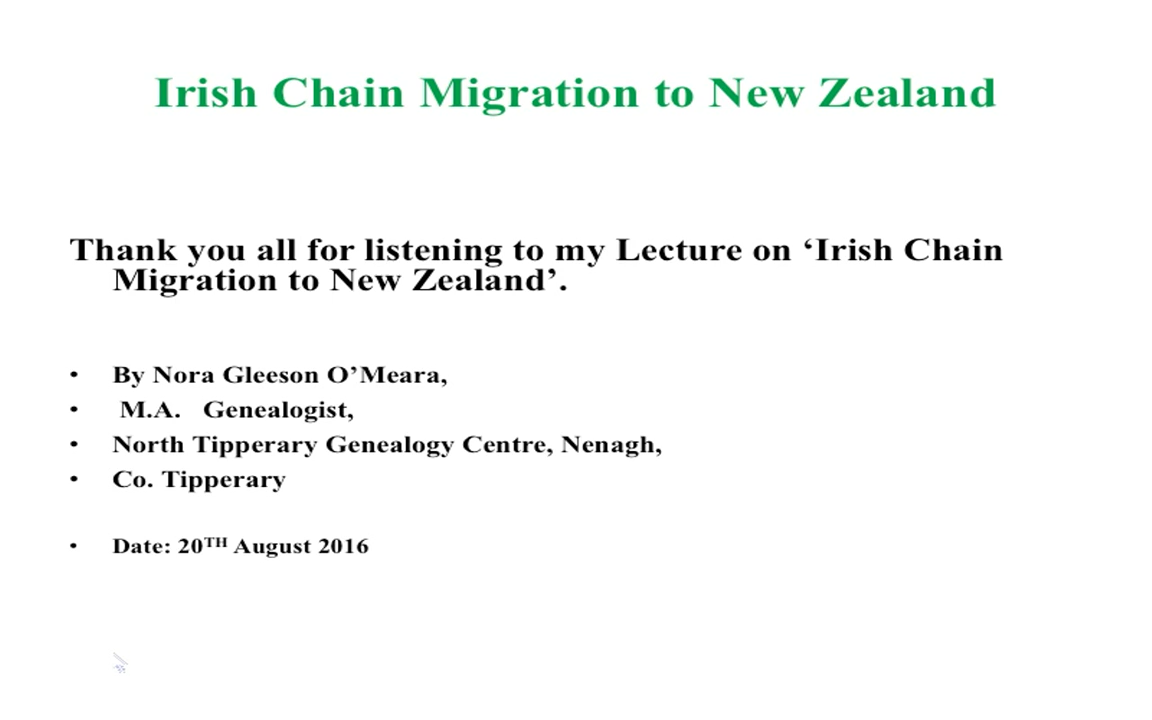 Irish Chain Migration to New Zealand
Thank you all for listening to my Lecture on ‘Irish Chain
Migration to New Zealand’.
• By Nora Gleeson O’Meara,
• M.A. Genealogist,
• North Tipperary Genealogy Centre, Nenagh,
• Co. Tipperary
• Date: 20TH August 2016